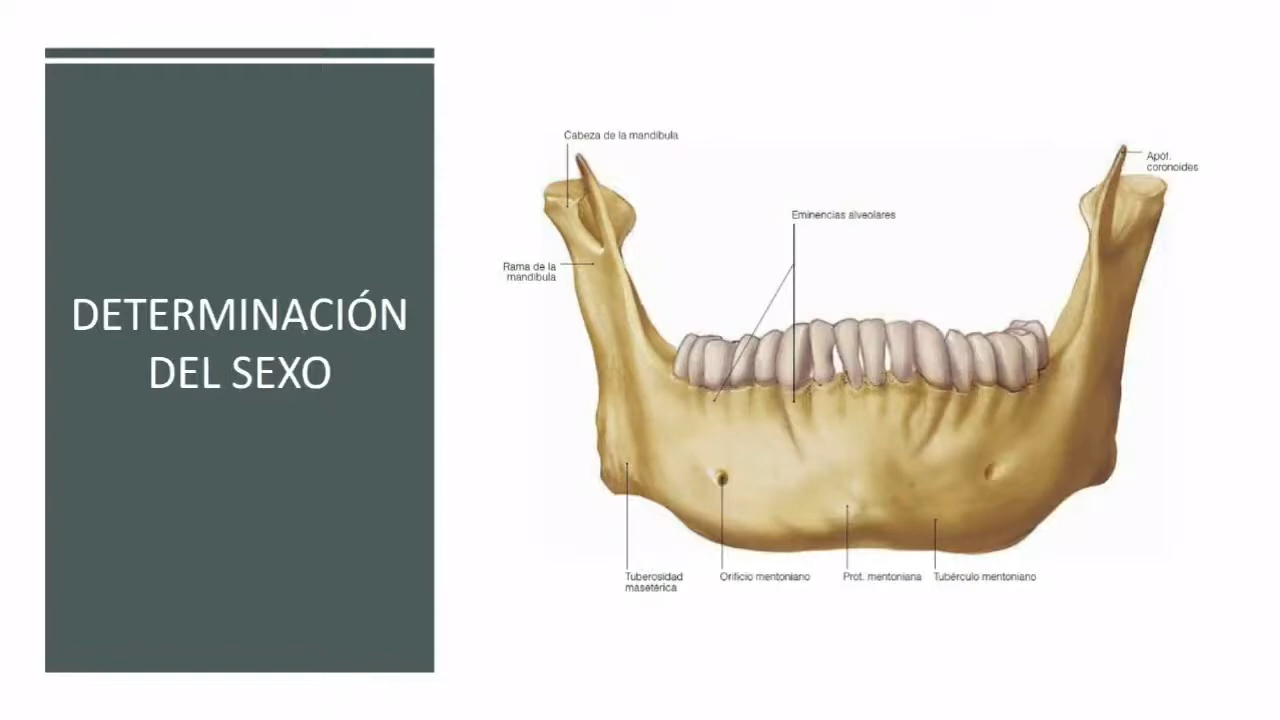 DETERMINACIÓN
DEL SEXO
Cabeza de la mandíbula
Apóf.
coronoides
Eminencias alveolares
Rama de la
mandíbula
Tuberosidad
masetérica
Orificio mentoniano
Prot. mentoniana
Tubérculo mentoniano